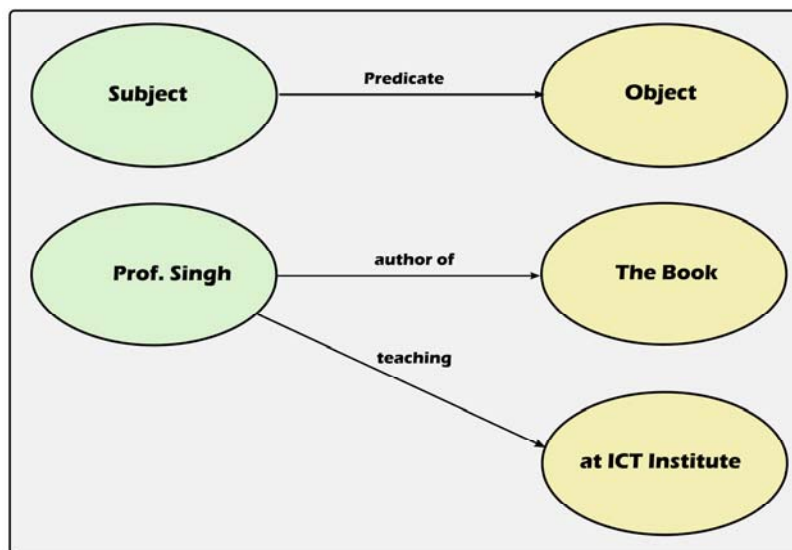 Subject
Predicate
Object
Prof. Singh
author of
The Book
teaching
at ICT Institute